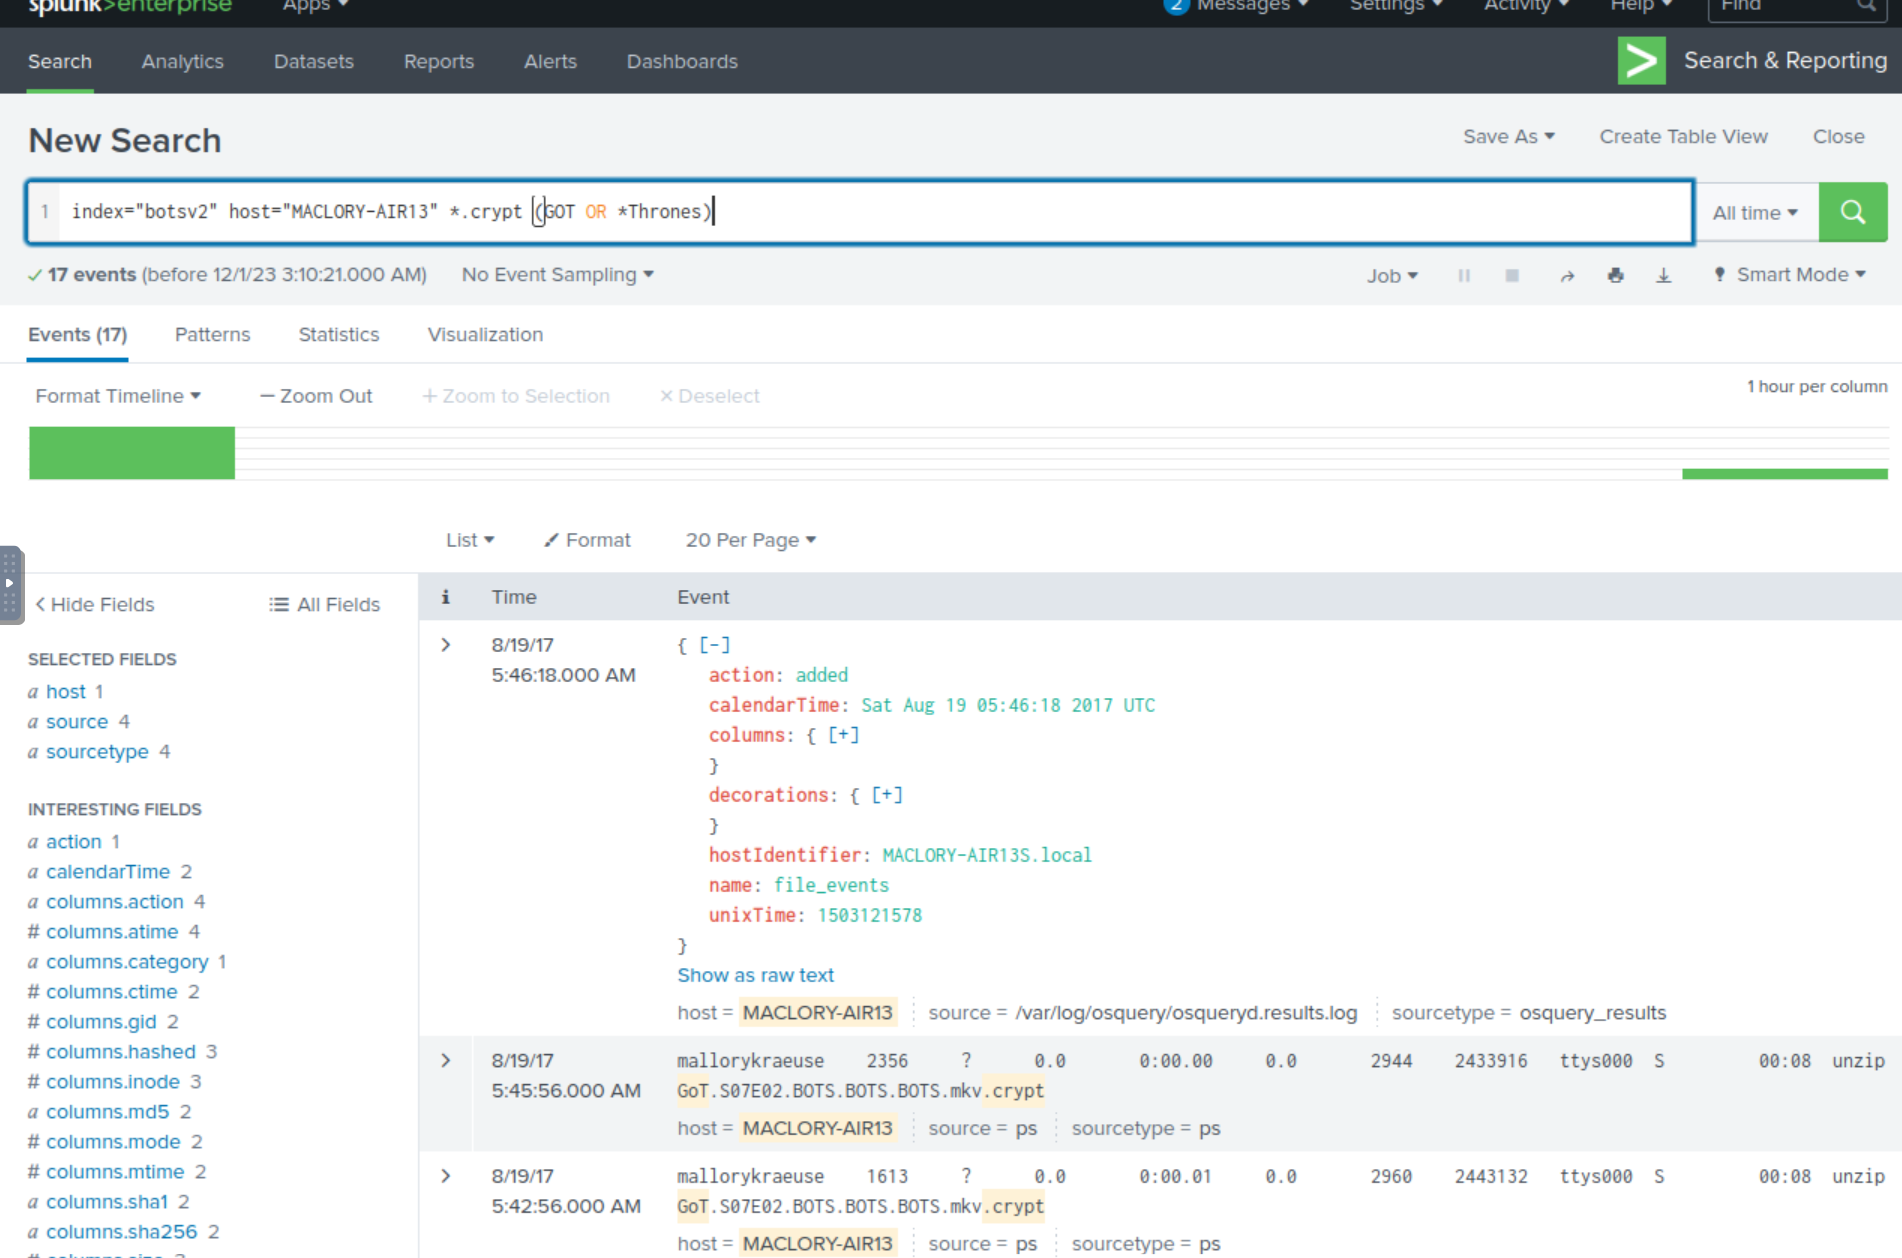 splunk>enterprise Apps 2 Messages Settings Activity Help Find
Search Analytics Datasets Reports Alerts Dashboards Search & Reporting
New Search Save As Create Table View Close
1 index="botsv2" host="MACLORY-AIR13" *.crypt (GOT OR *Thrones) All time
17 events (before 12/1/23 3:10:21.000 AM) No Event Sampling Job Smart Mode
Events (17) Patterns Statistics Visualization
Format Timeline — Zoom Out + Zoom to Selection × Deselect 1 hour per column
List Format 20 Per Page
< Hide Fields All Fields
SELECTED FIELDS
a host 1
a source 4
a sourcetype 4
INTERESTING FIELDS
a action 1
a calendarTime 2
a columns.action 4
# columns.atime 4
a columns.category 1
# columns.ctime 2
# columns.gid 2
# columns.hashed 3
# columns.inode 3
a columns.md5 2
# columns.mode 2
# columns.mtime 2
a columns.sha1 2
a columns.sha256 2
i Time Event
> 8/19/17 { [-]
5:46:18.000 AM action: added
calendarTime: Sat Aug 19 05:46:18 2017 UTC
columns: { [+]
}
decorations: { [+]
}
hostIdentifier: MACLORY-AIR13S.local
name: file_events
unixTime: 1503121578
}
Show as raw text
host = MACLORY-AIR13 source = /var/log/osquery/osqueryd.results.log sourcetype = osquery_results
> 8/19/17 mallorykraeuse 2356 ? 0.0 0:00.00 0.0 2944 2433916 ttys000 S 00:08 unzip
5:45:56.000 AM GoT.S07E02.BOTS.BOTS.BOTS.mkv.crypt
host = MACLORY-AIR13 source = ps sourcetype = ps
> 8/19/17 mallorykraeuse 1613 ? 0.0 0:00.01 0.0 2960 2443132 ttys000 S 00:08 unzip
5:42:56.000 AM GoT.S07E02.BOTS.BOTS.BOTS.mkv.crypt
host = MACLORY-AIR13 source = ps sourcetype = ps